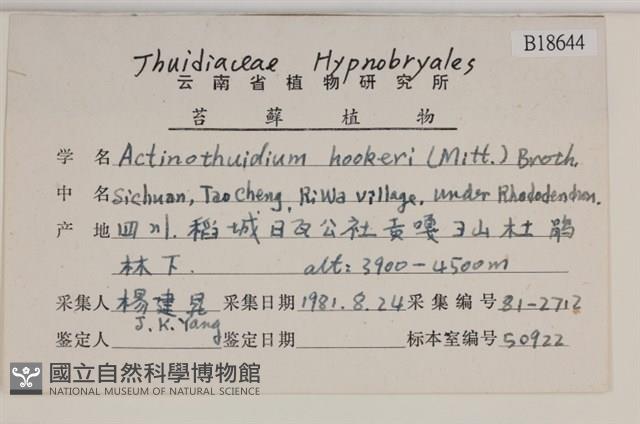 B18644
Thuidiaceae Hypnobryales
云南省植物研究所
苔藓植物
学 名 Actinothuidium hookeri (Mitt.) Broth.
中 名 Sichuan, Tao Cheng, Ri Wa village, under Rhododendron.
产 地 四川.稻城日瓦公社贡嘎 山杜鹃
林下. alt: 3900-4500m
采集人 楊建昆 采集日期 1981.8.24 采集编号 81-2712
J.K.Yang
鉴定人 鉴定日期 标本室编号 50922
國立自然科學博物館
NATIONAL MUSEUM OF NATURAL SCIENCE